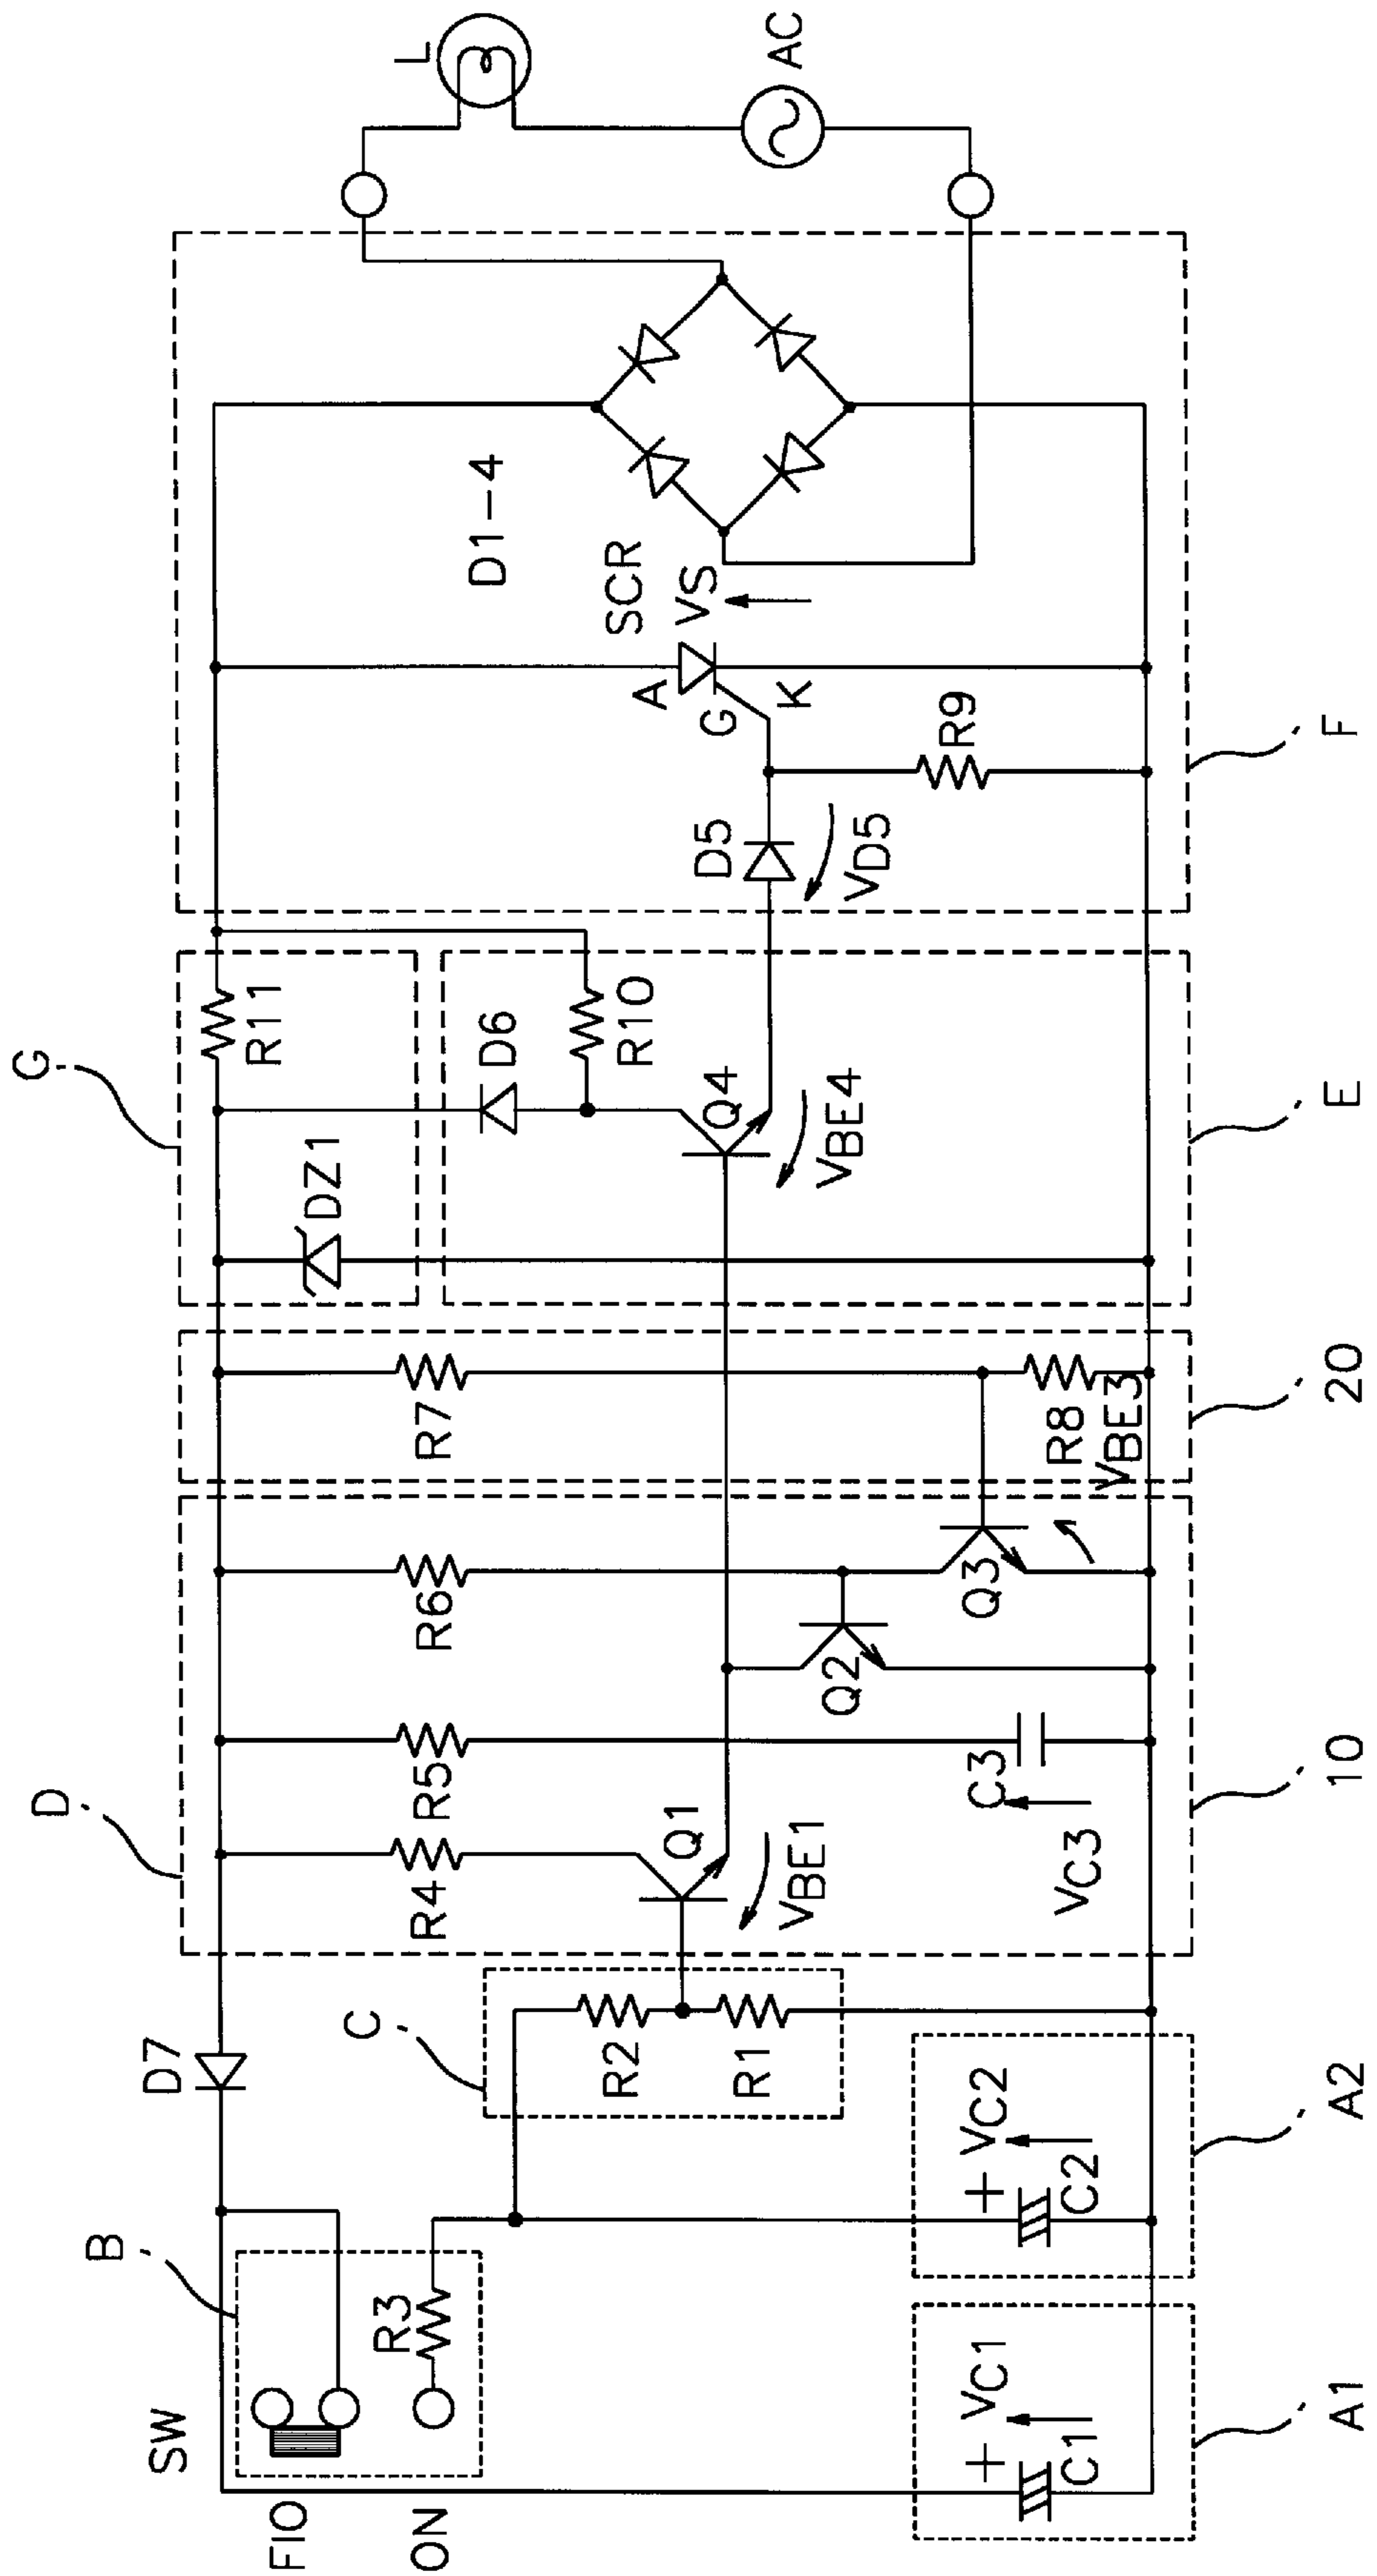 SW
FIO
ON
B
R3
D7
C
R2
R1
A1
+
VC1
C1
A2
+
VC2
C2
D
R4
R5
R6
Q1
VBE1
C3
VC3
Q2
Q3
10
R7
R8
VBE3
20
G
DZ1
R11
D6
R10
Q4
VBE4
E
D5
VD5
R9
A
G
K
SCR
VS
D1-4
F
L
AC